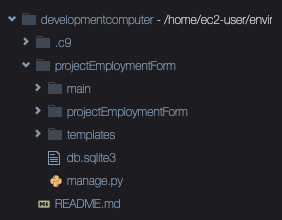 developmentcomputer - /home/ec2-user/envir
.c9
projectEmploymentForm
main
projectEmploymentForm
templates
db.sqlite3
manage.py
README.md